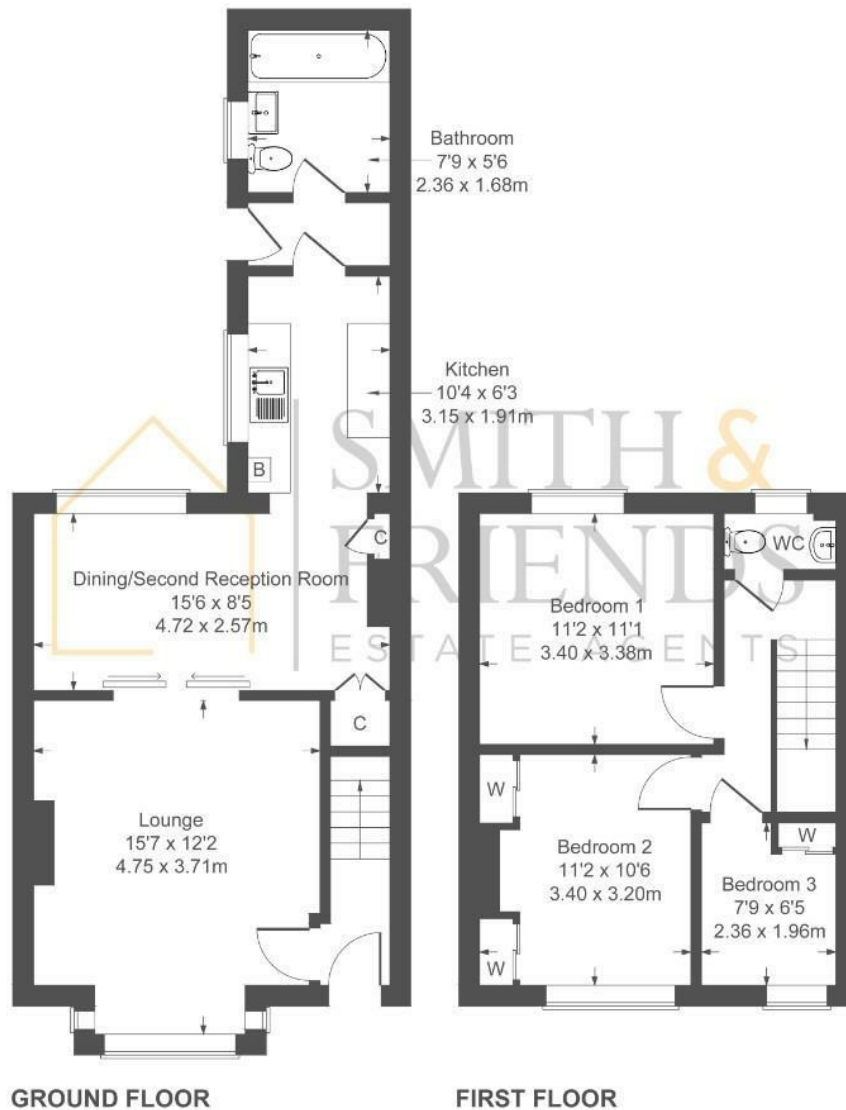 Bathroom
7'9 x 5'6
2.36 x 1.68m
Kitchen
10'4 x 6'3
3.15 x 1.91m
B
SMITH &
FRIENDS
ESTATE AGENTS
C
Dining/Second Reception Room
15'6 x 8'5
4.72 x 2.57m
C
Lounge
15'7 x 12'2
4.75 x 3.71m
WC
Bedroom 1
11'2 x 11'1
3.40 x 3.38m
W
Bedroom 2
11'2 x 10'6
3.40 x 3.20m
W
W
Bedroom 3
7'9 x 6'5
2.36 x 1.96m
GROUND FLOOR
FIRST FLOOR